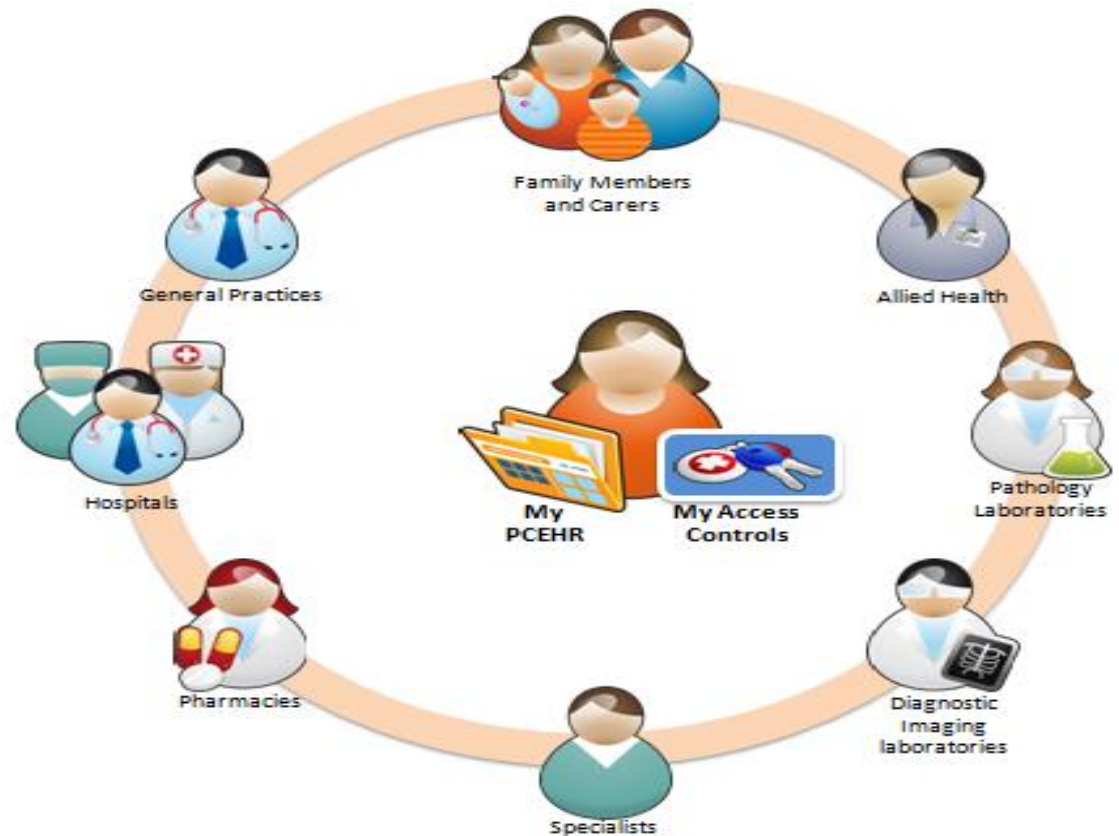 Family Members
and Carers
General Practices
Allied Health
Hospitals
My
PCEHR
My Access
Controls
Pathology
Laboratories
Pharmacies
Diagnostic
Imaging
laboratories
Specialists